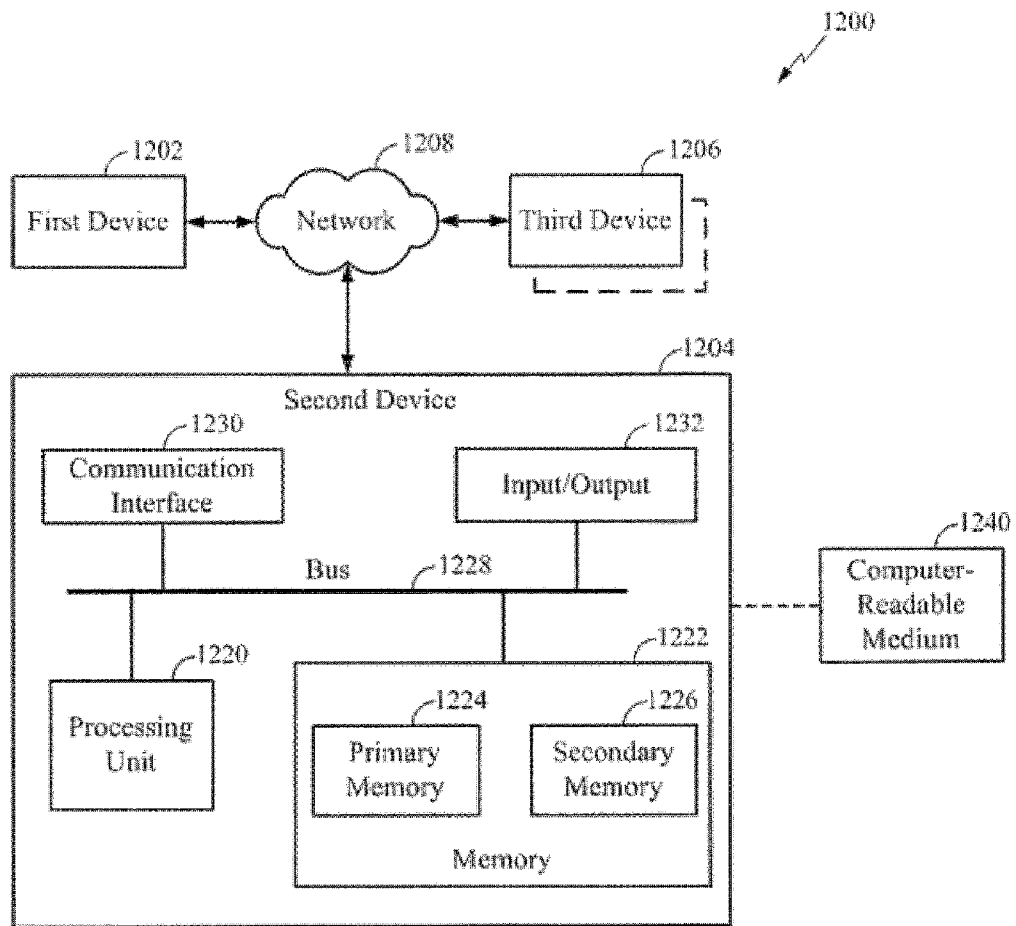 1200
1202
1208
1206
First Device
Network
Third Device
1204
Second Device
1230
1232
Communication
Interface
Input/Output
1240
Computer-
Readable
Medium
Bus
1228
1220
1222
Processing
Unit
1224
1226
Primary
Memory
Secondary
Memory
Memory